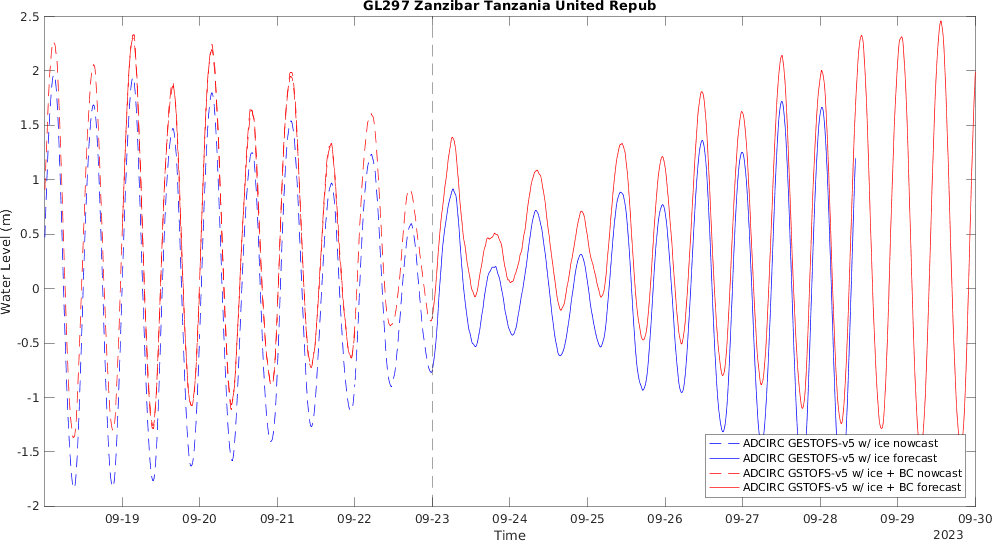 GL297 Zanzibar Tanzania United Repub
Water Level (m)
2.5
2
1.5
1
0.5
0
-0.5
-1
-1.5
-2
ADCIRC GESTOFS-v5 w/ ice nowcast
ADCIRC GESTOFS-v5 w/ ice forecast
ADCIRC GSTOFS-v5 w/ ice + BC nowcast
ADCIRC GSTOFS-v5 w/ ice + BC forecast
09-19 09-20 09-21 09-22 09-23 09-24 09-25 09-26 09-27 09-28 09-29 09-30
Time
2023